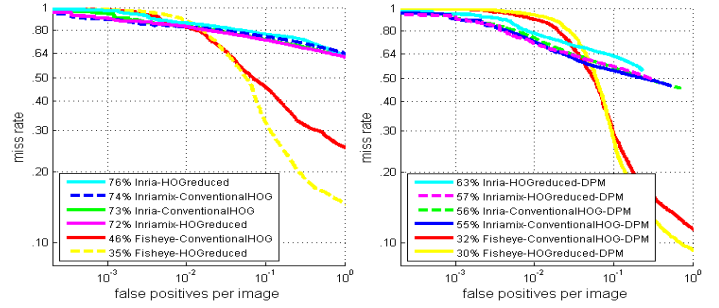 1
.80
.64
.50
.40
.30
.20
.10
miss rate
76% Inria-HOGreduced
74% Inriamix-ConventionalHOG
73% Inria-ConventionalHOG
72% Inriamix-HOGreduced
46% Fisheye-ConventionalHOG
35% Fisheye-HOGreduced
10-3 10-2 10-1 100
false positives per image
1
.80
.64
.50
.40
.30
.20
.10
miss rate
63% Inria-HOGreduced-DPM
57% Inriamix-HOGreduced-DPM
56% Inria-ConventionalHOG-DPM
55% Inriamix-ConventionalHOG-DPM
32% Fisheye-ConventionalHOG-DPM
30% Fisheye-HOGreduced-DPM
10-3 10-2 10-1 100
false positives per image